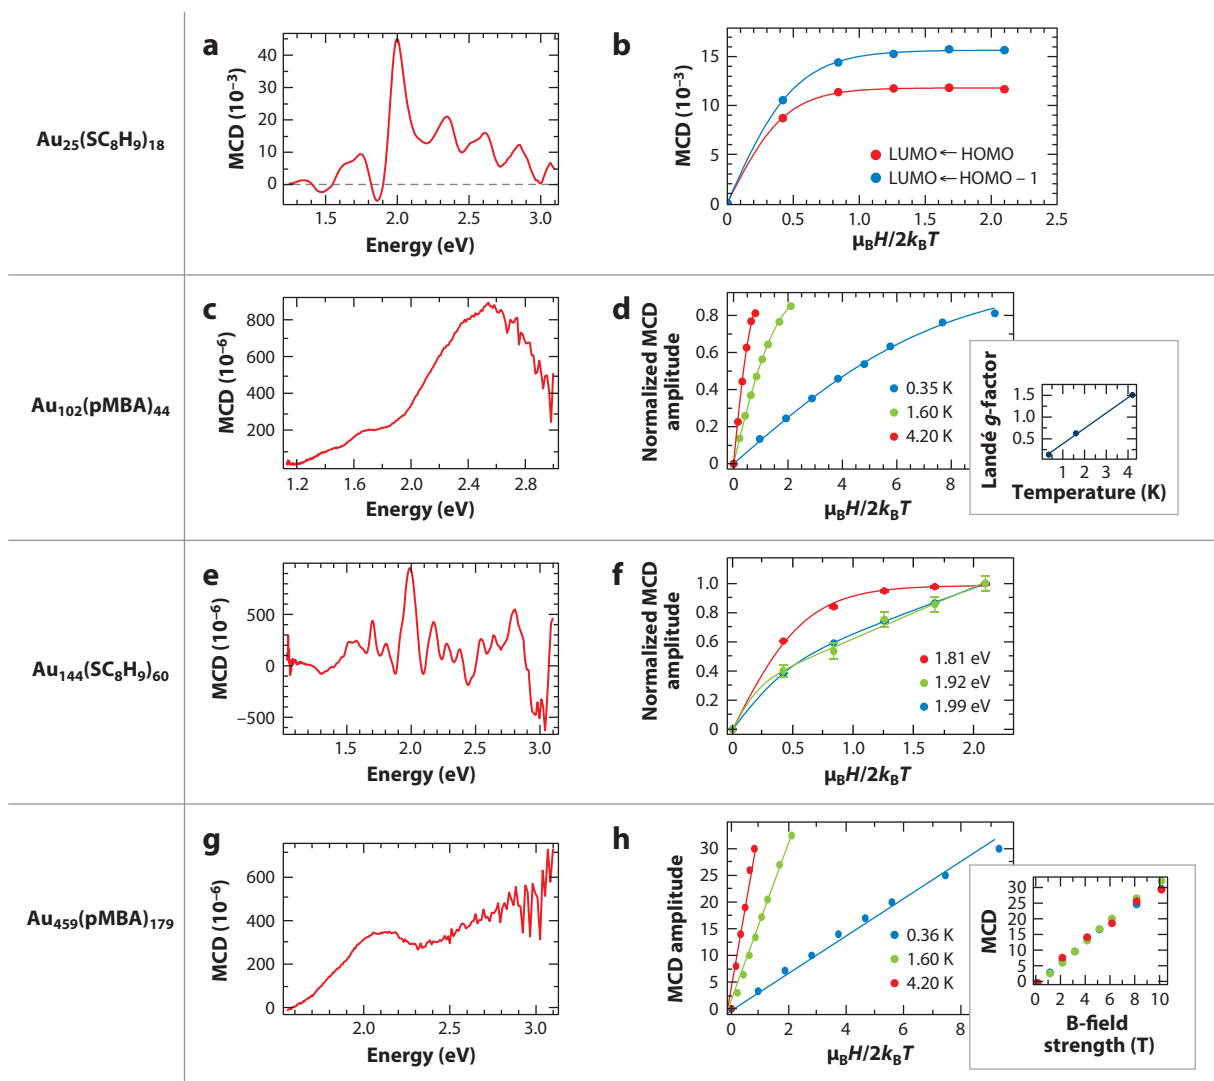 a
b
Au25(SC8H9)18
MCD (10−3)
40
30
20
10
0
1.5
2.0
2.5
3.0
Energy (eV)
MCD (10−3)
15
10
5
0
0
0.5
1.0
1.5
2.0
2.5
μBH/2kBT
LUMO ← HOMO
LUMO ← HOMO – 1
c
d
Au102(pMBA)44
MCD (10−6)
800
600
400
200
1.2
1.6
2.0
2.4
2.8
Energy (eV)
Normalized MCD
amplitude
0.8
0.6
0.4
0.2
0
0
2
4
6
8
μBH/2kBT
0.35 K
1.60 K
4.20 K
Landé g-factor
1.5
1.0
0.5
1
2
3
4
Temperature (K)
e
f
Au144(SC8H9)60
MCD (10−6)
500
0
−500
1.5
2.0
2.5
3.0
Energy (eV)
Normalized MCD
amplitude
1.0
0.8
0.6
0.4
0.2
0
0
0.5
1.0
1.5
2.0
μBH/2kBT
1.81 eV
1.92 eV
1.99 eV
g
h
Au459(pMBA)179
MCD (10−6)
600
400
200
0
2.0
2.5
3.0
Energy (eV)
MCD amplitude
30
25
20
15
10
5
0
0
2
4
6
8
μBH/2kBT
0.36 K
1.60 K
4.20 K
MCD
30
25
20
15
10
5
0
0
2
4
6
8
10
B-field
strength (T)